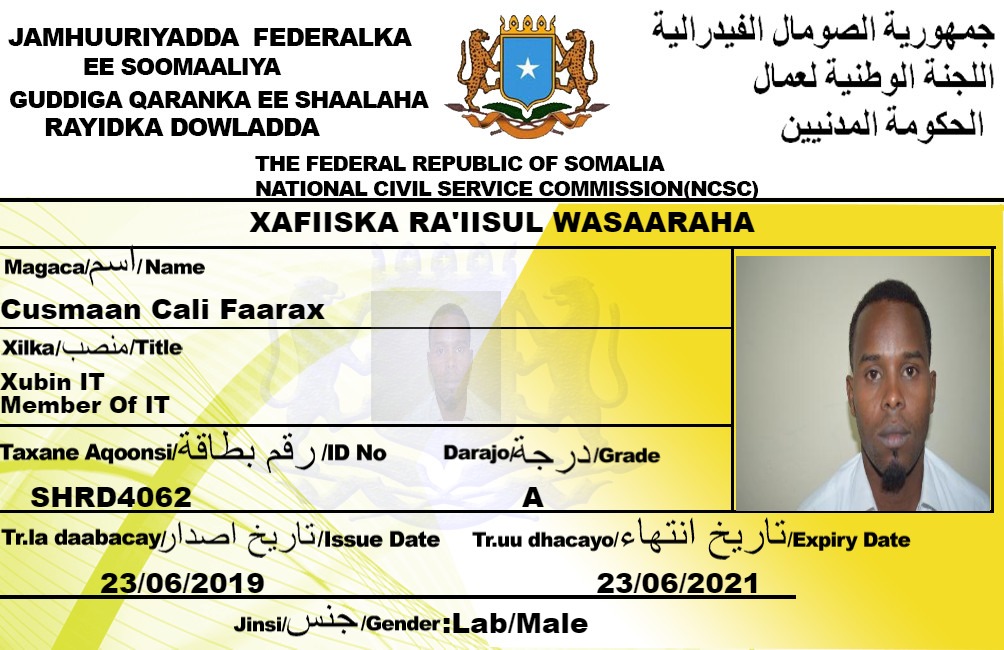 JAMHUURIYADDA FEDERALKA
EE SOOMAALIYA
GUDDIGA QARANKA EE SHAALAHA
RAYIDKA DOWLADDA
جمهورية الصومال الفيدرالية
اللجنة الوطنية لعمال
الحكومة المدنيين
THE FEDERAL REPUBLIC OF SOMALIA
NATIONAL CIVIL SERVICE COMMISSION(NCSC)
XAFIISKA RA'IISUL WASAARAHA
Magaca/اسم/Name
Cusmaan Cali Faarax
Xilka/منصب/Title
Xubin IT
Member Of IT
Taxane Aqoonsi/رقم بطاقة/ID No
SHRD4062
Darajo/درجة/Grade
A
Tr.la daabacay/تاريخ اصدار/Issue Date
23/06/2019
Tr.uu dhacayo/تاريخ انتهاء/Expiry Date
23/06/2021
Jinsi/جنس/Gender:Lab/Male